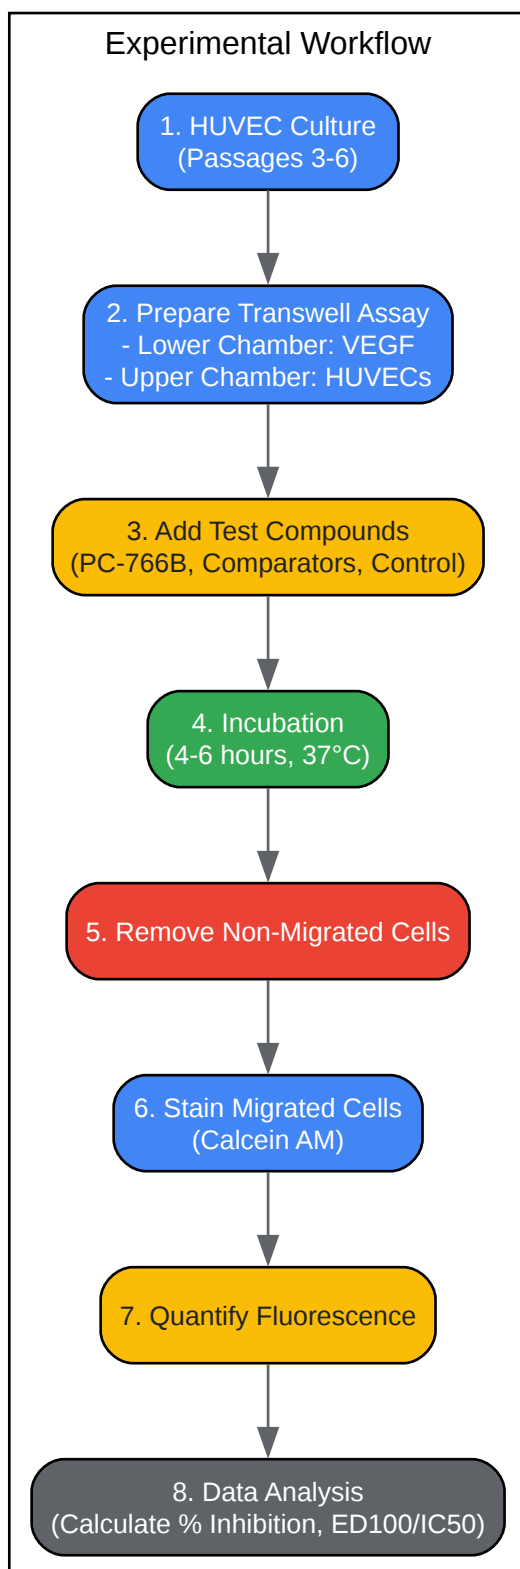 Experimental Workflow
1. HUVEC Culture
(Passages 3-6)
2. Prepare Transwell Assay
- Lower Chamber: VEGF
- Upper Chamber: HUVECs
3. Add Test Compounds
(PC-766B, Comparators, Control)
4. Incubation
(4-6 hours, 37°C)
5. Remove Non-Migrated Cells
6. Stain Migrated Cells
(Calcein AM)
7. Quantify Fluorescence
8. Data Analysis
(Calculate % Inhibition, ED100/IC50)